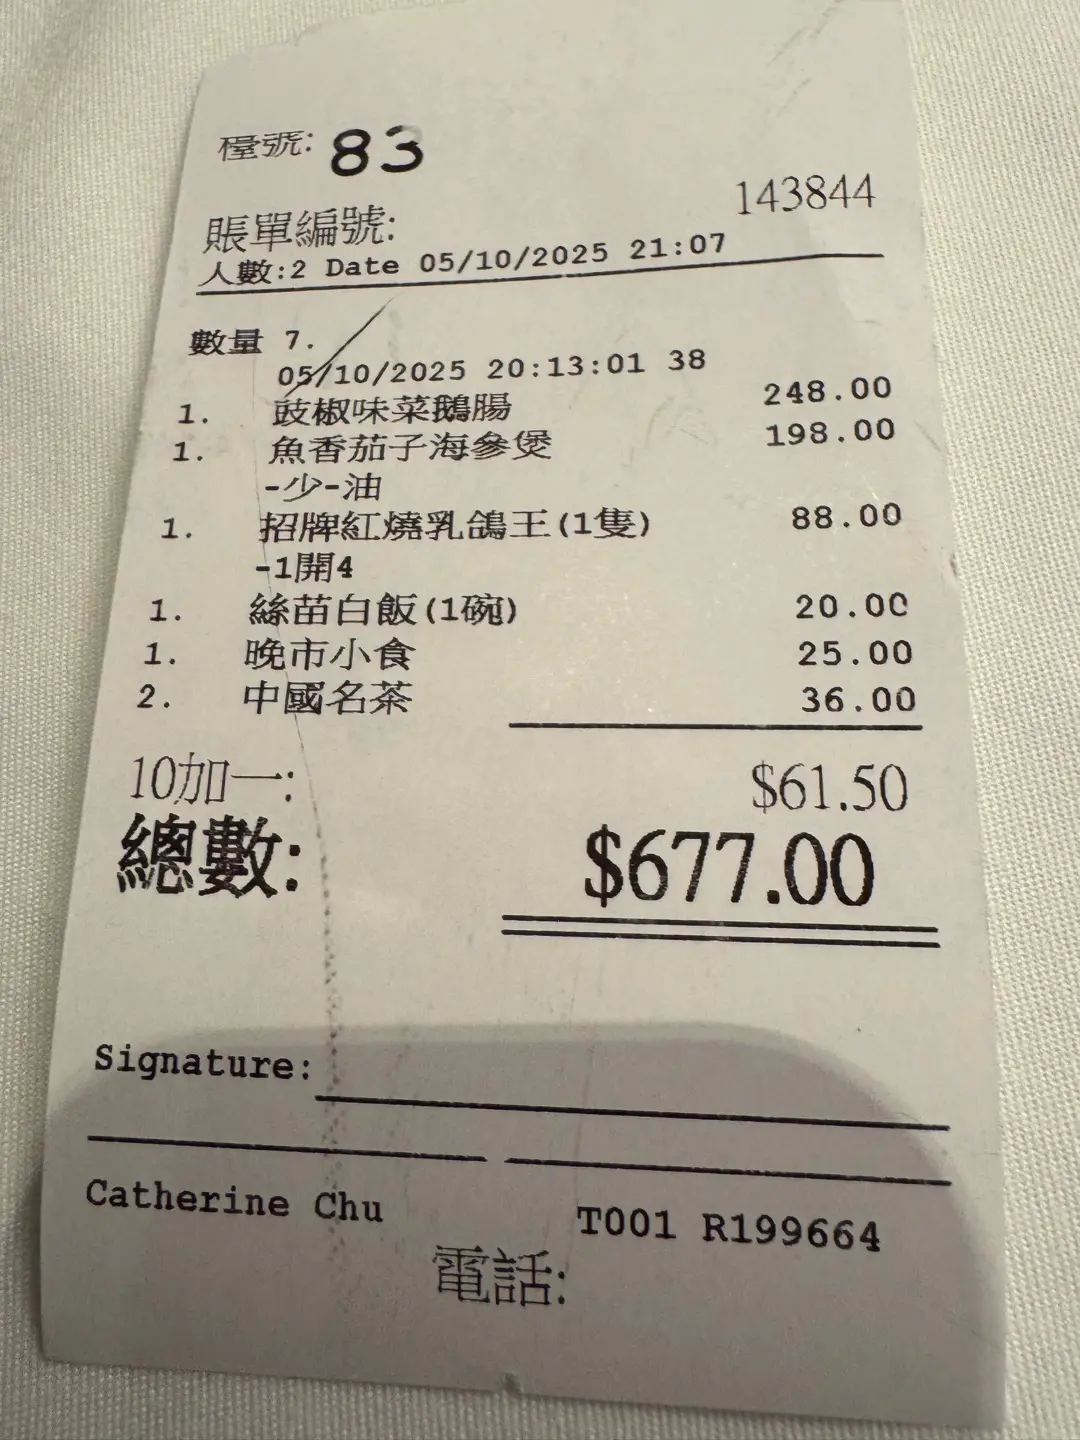 檯號: 83
143844
賬單編號:
人數:2 Date 05/10/2025 21:07
數量 7.
05/10/2025 20:13:01 38
1. 豉椒味菜鵝腸 248.00
1. 魚香茄子海參煲 198.00
-少-油
1. 招牌紅燒乳鴿王(1隻) 88.00
-1開4
1. 絲苗白飯(1碗) 20.00
1. 晚市小食 25.00
2. 中國名茶 36.00
10加一: $61.50
總數: $677.00
Signature:
Catherine Chu T001 R199664
電話: